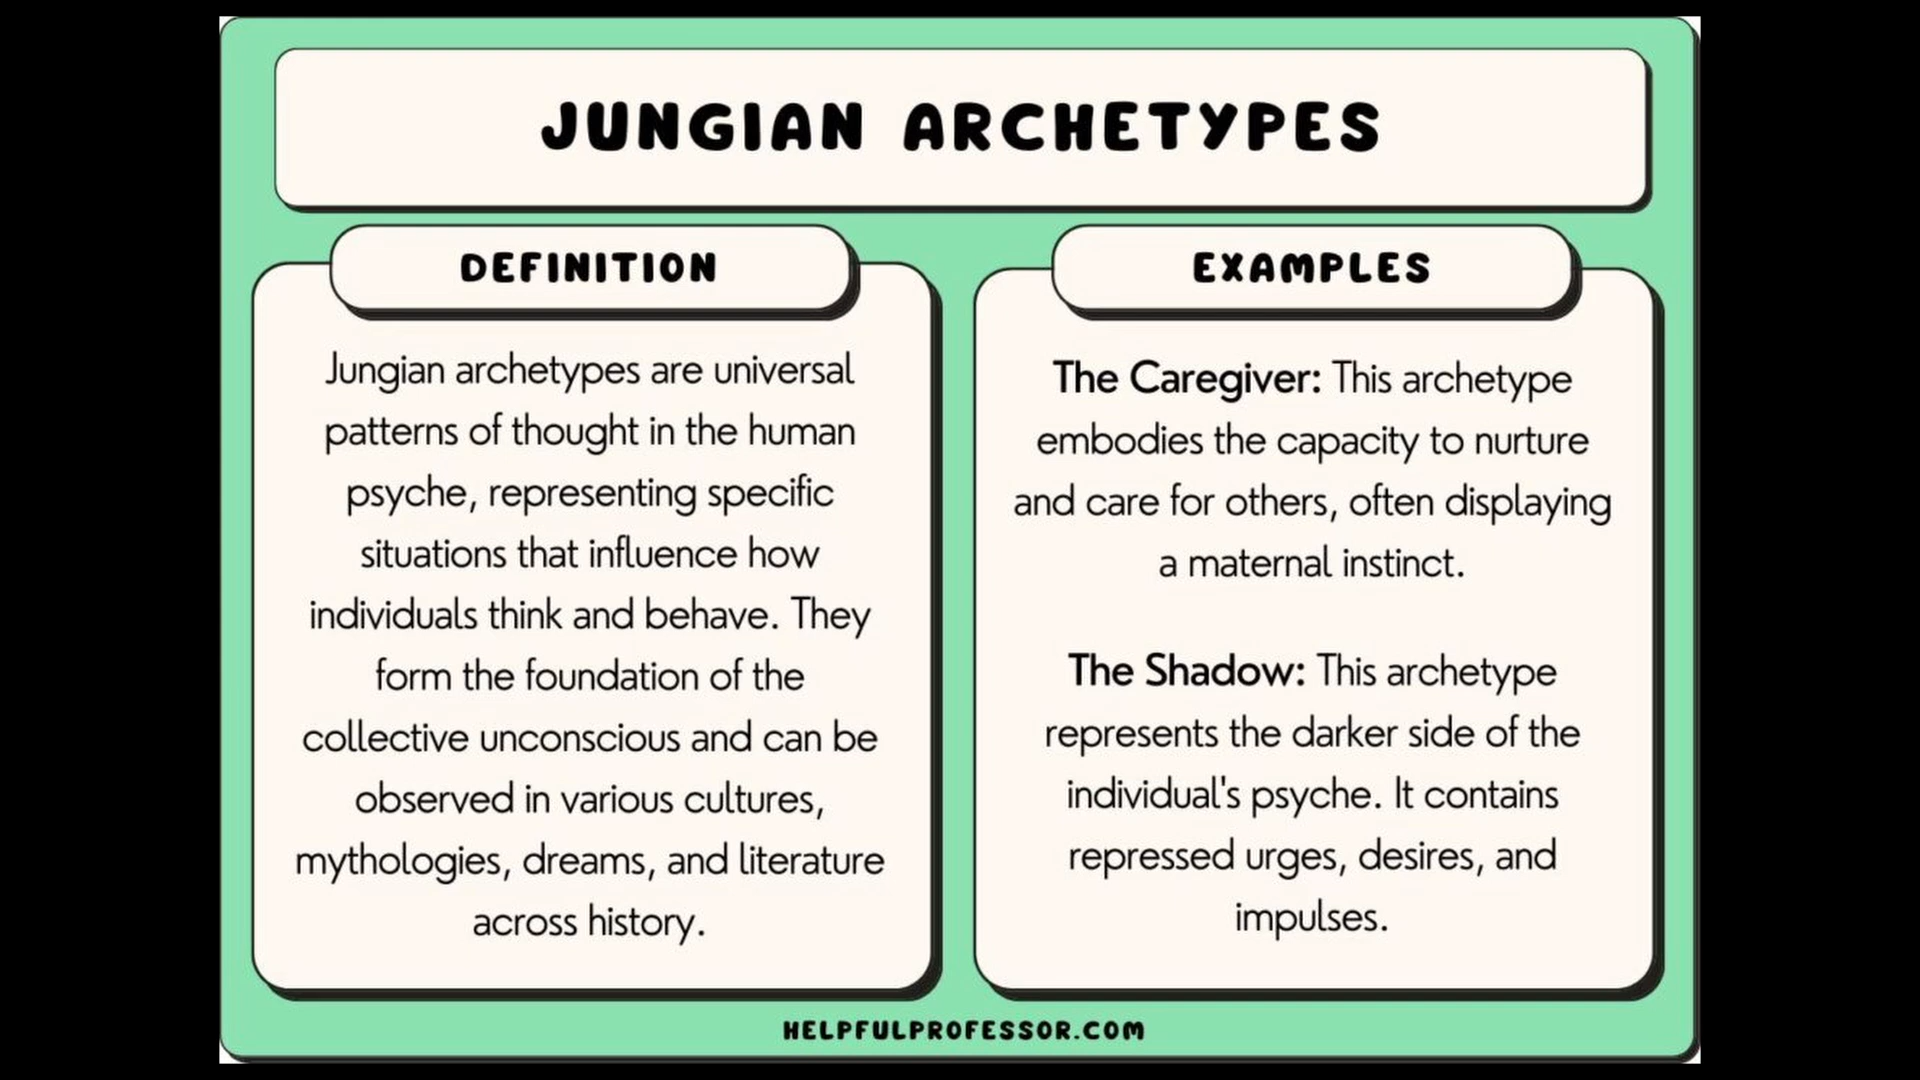 JUNGIAN ARCHETYPES
DEFINITION
Jungian archetypes are universal
patterns of thought in the human
psyche, representing specific
situations that influence how
individuals think and behave. They
form the foundation of the
collective unconscious and can be
observed in various cultures,
mythologies, dreams, and literature
across history.
EXAMPLES
The Caregiver: This archetype
embodies the capacity to nurture
and care for others, often displaying
a maternal instinct.
The Shadow: This archetype
represents the darker side of the
individual's psyche. It contains
repressed urges, desires, and
impulses.
HELPFULPROFESSOR.COM